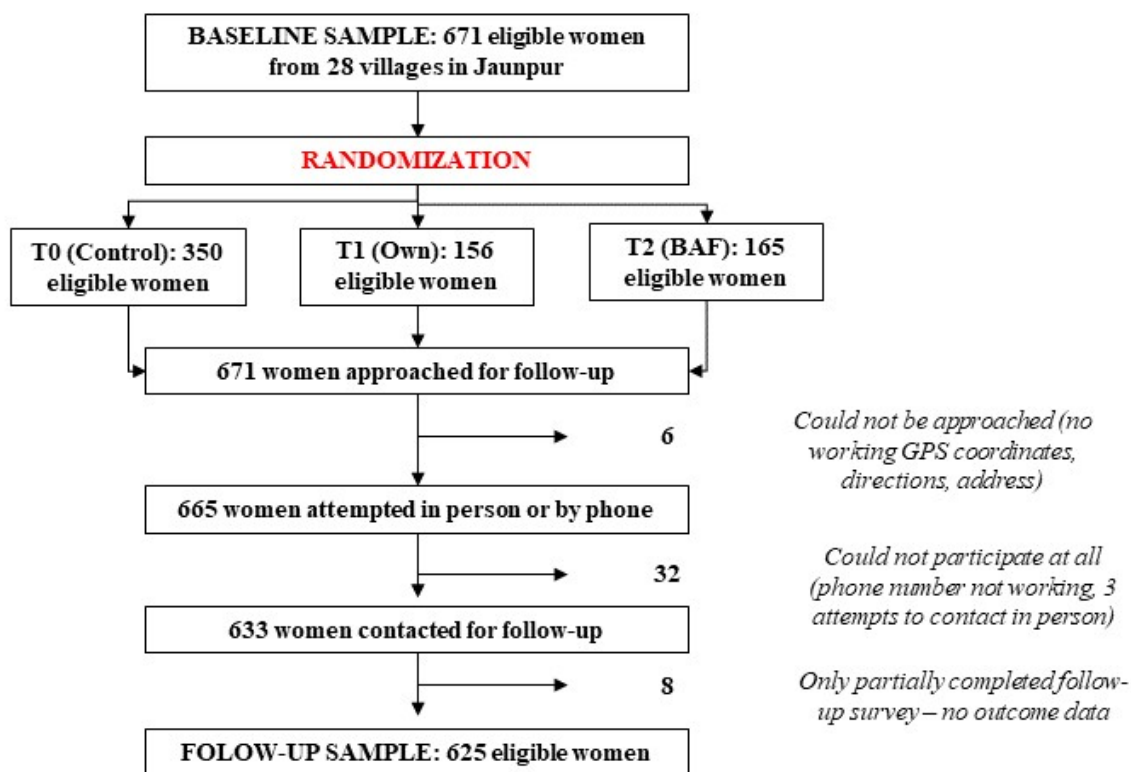 BASELINE SAMPLE: 671 eligible women
from 28 villages in Jaunpur
RANDOMIZATION
T0 (Control): 350
eligible women
T1 (Own): 156
eligible women
T2 (BAF): 165
eligible women
671 women approached for follow-up
6
Could not be approached (no
working GPS coordinates,
directions, address)
665 women attempted in person or by phone
32
Could not participate at all
(phone number not working, 3
attempts to contact in person)
633 women contacted for follow-up
8
Only partially completed follow-
up survey – no outcome data
FOLOW-UP SAMPLE: 625 eligible women